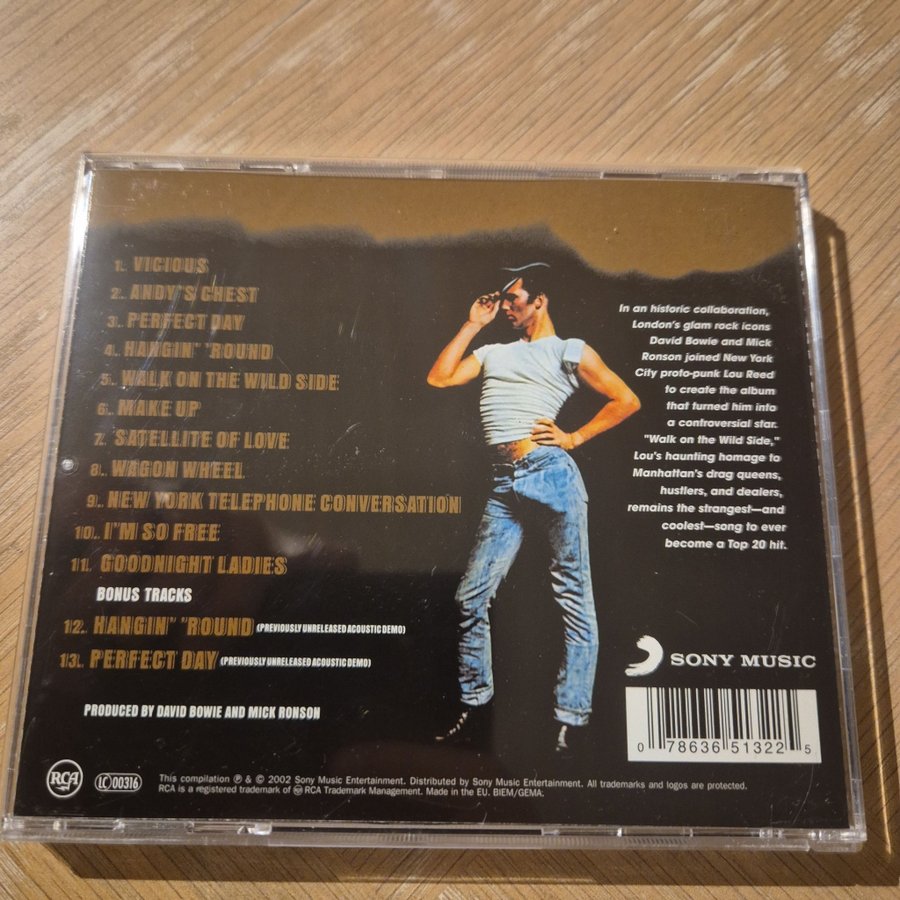 1. VICIOUS
2. ANDY'S CHEST
3. PERFECT DAY
4. HANGIN' 'ROUND
5. WALK ON THE WILD SIDE
6. MAKE UP
7. SATELLITE OF LOVE
8. WAGON WHEEL
9. NEW YORK TELEPHONE CONVERSATION
10. I'M SO FREE
11. GOODNIGHT LADIES
BONUS TRACKS
12. HANGIN' 'ROUND (PREVIOUSLY UNRELEASED ACOUSTIC DEMO)
13. PERFECT DAY (PREVIOUSLY UNRELEASED ACOUSTIC DEMO)
PRODUCED BY DAVID BOWIE AND MICK RONSON
In an historic collaboration,
London's glam rock icons
David Bowie and Mick
Ronson joined New York
City proto-punk Lou Reed
to create the album
that turned him into
a controversial star.
"Walk on the Wild Side,"
Lou's haunting homage to
Manhattan's drag queens,
hustlers, and dealers,
remains the strangest—and
coolest—song to ever
become a Top 20 hit.
SONY MUSIC
0 78636 51322 5
RCA
LC 00316
This compilation ℗ & © 2002 Sony Music Entertainment. Distributed by Sony Music Entertainment. All trademarks and logos are protected.
RCA is a registered trademark of RCA Trademark Management. Made in the EU. BIEM/GEMA.